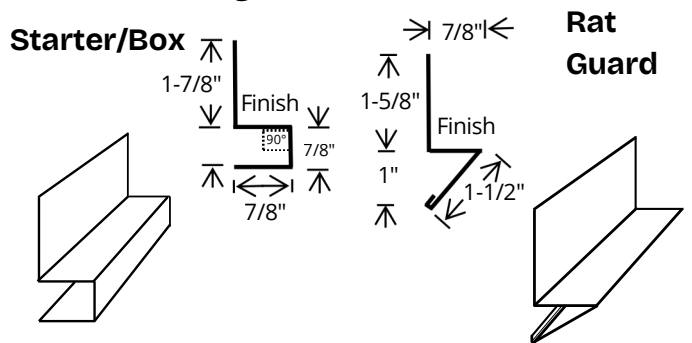 Starter/Box
1-7/8"
Finish
90°
7/8"
7/8"
Rat
Guard
7/8"
1-5/8"
Finish
1"
1-1/2"